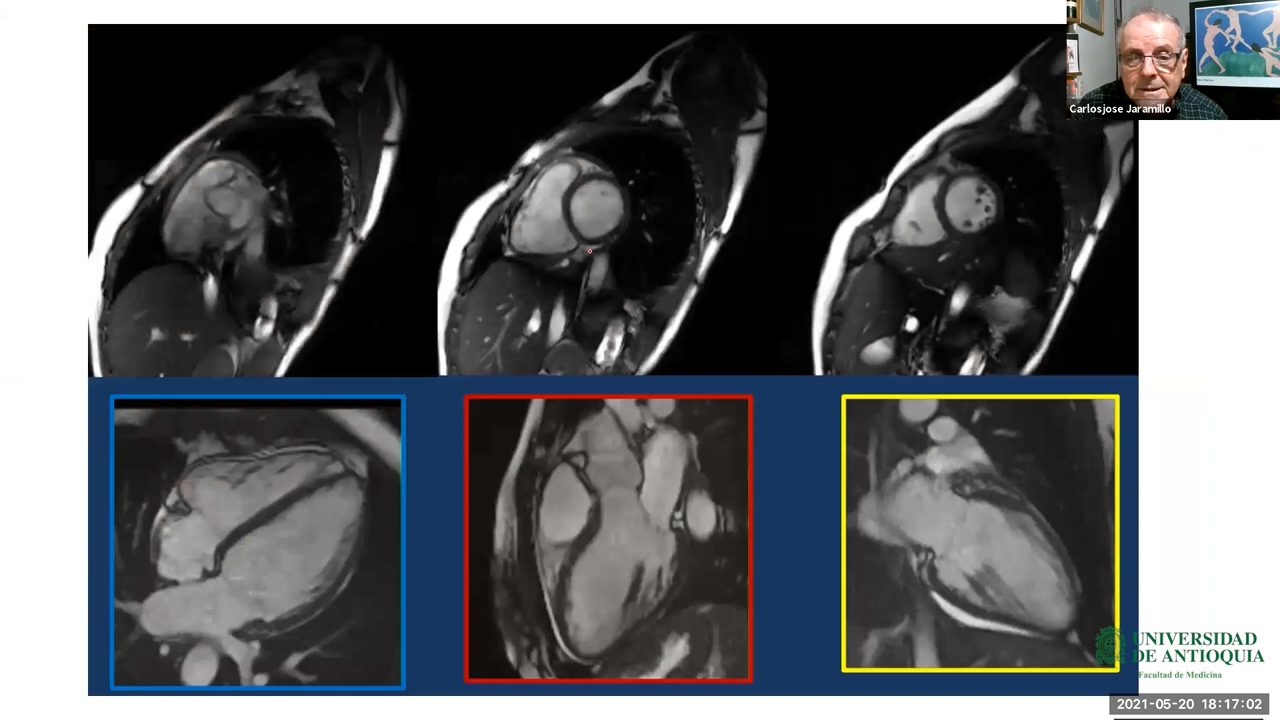 Carlosjose Jaramillo
UNIVERSIDAD
DE ANTIOQUIA
Facultad de Medicina
2021-05-20 18:17:02